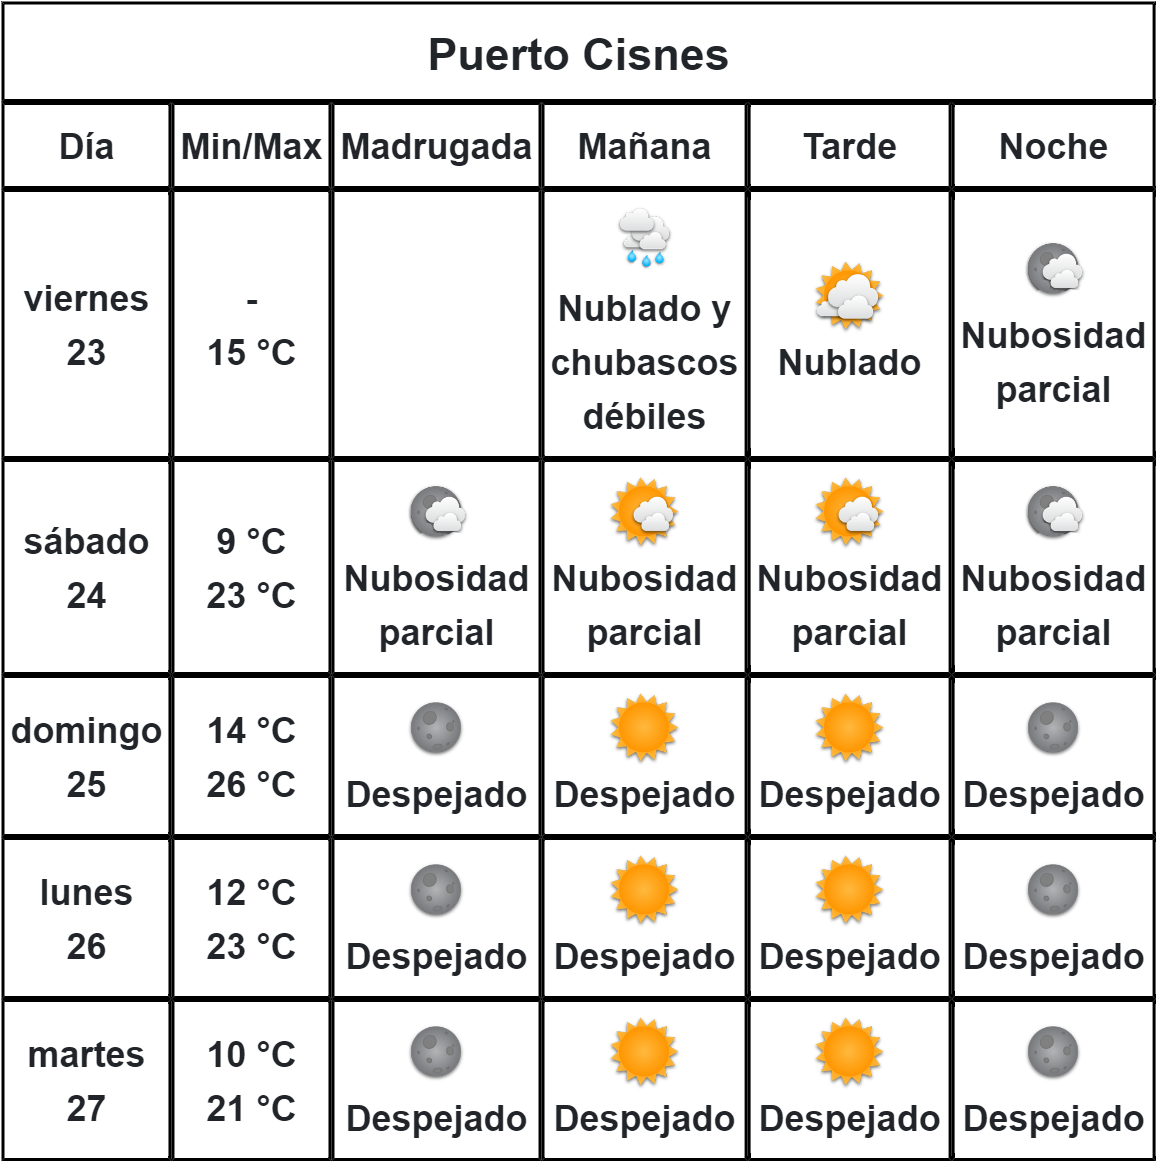 Puerto Cisnes
Día Min/Max Madrugada Mañana Tarde Noche
viernes
23
-
15 °C
Nublado y
chubascos
débiles
Nublado
Nubosidad
parcial
sábado
24
9 °C
23 °C
Nubosidad
parcial
Nubosidad
parcial
Nubosidad
parcial
Nubosidad
parcial
domingo
25
14 °C
26 °C
Despejado
Despejado
Despejado
Despejado
lunes
26
12 °C
23 °C
Despejado
Despejado
Despejado
Despejado
martes
27
10 °C
21 °C
Despejado
Despejado
Despejado
Despejado